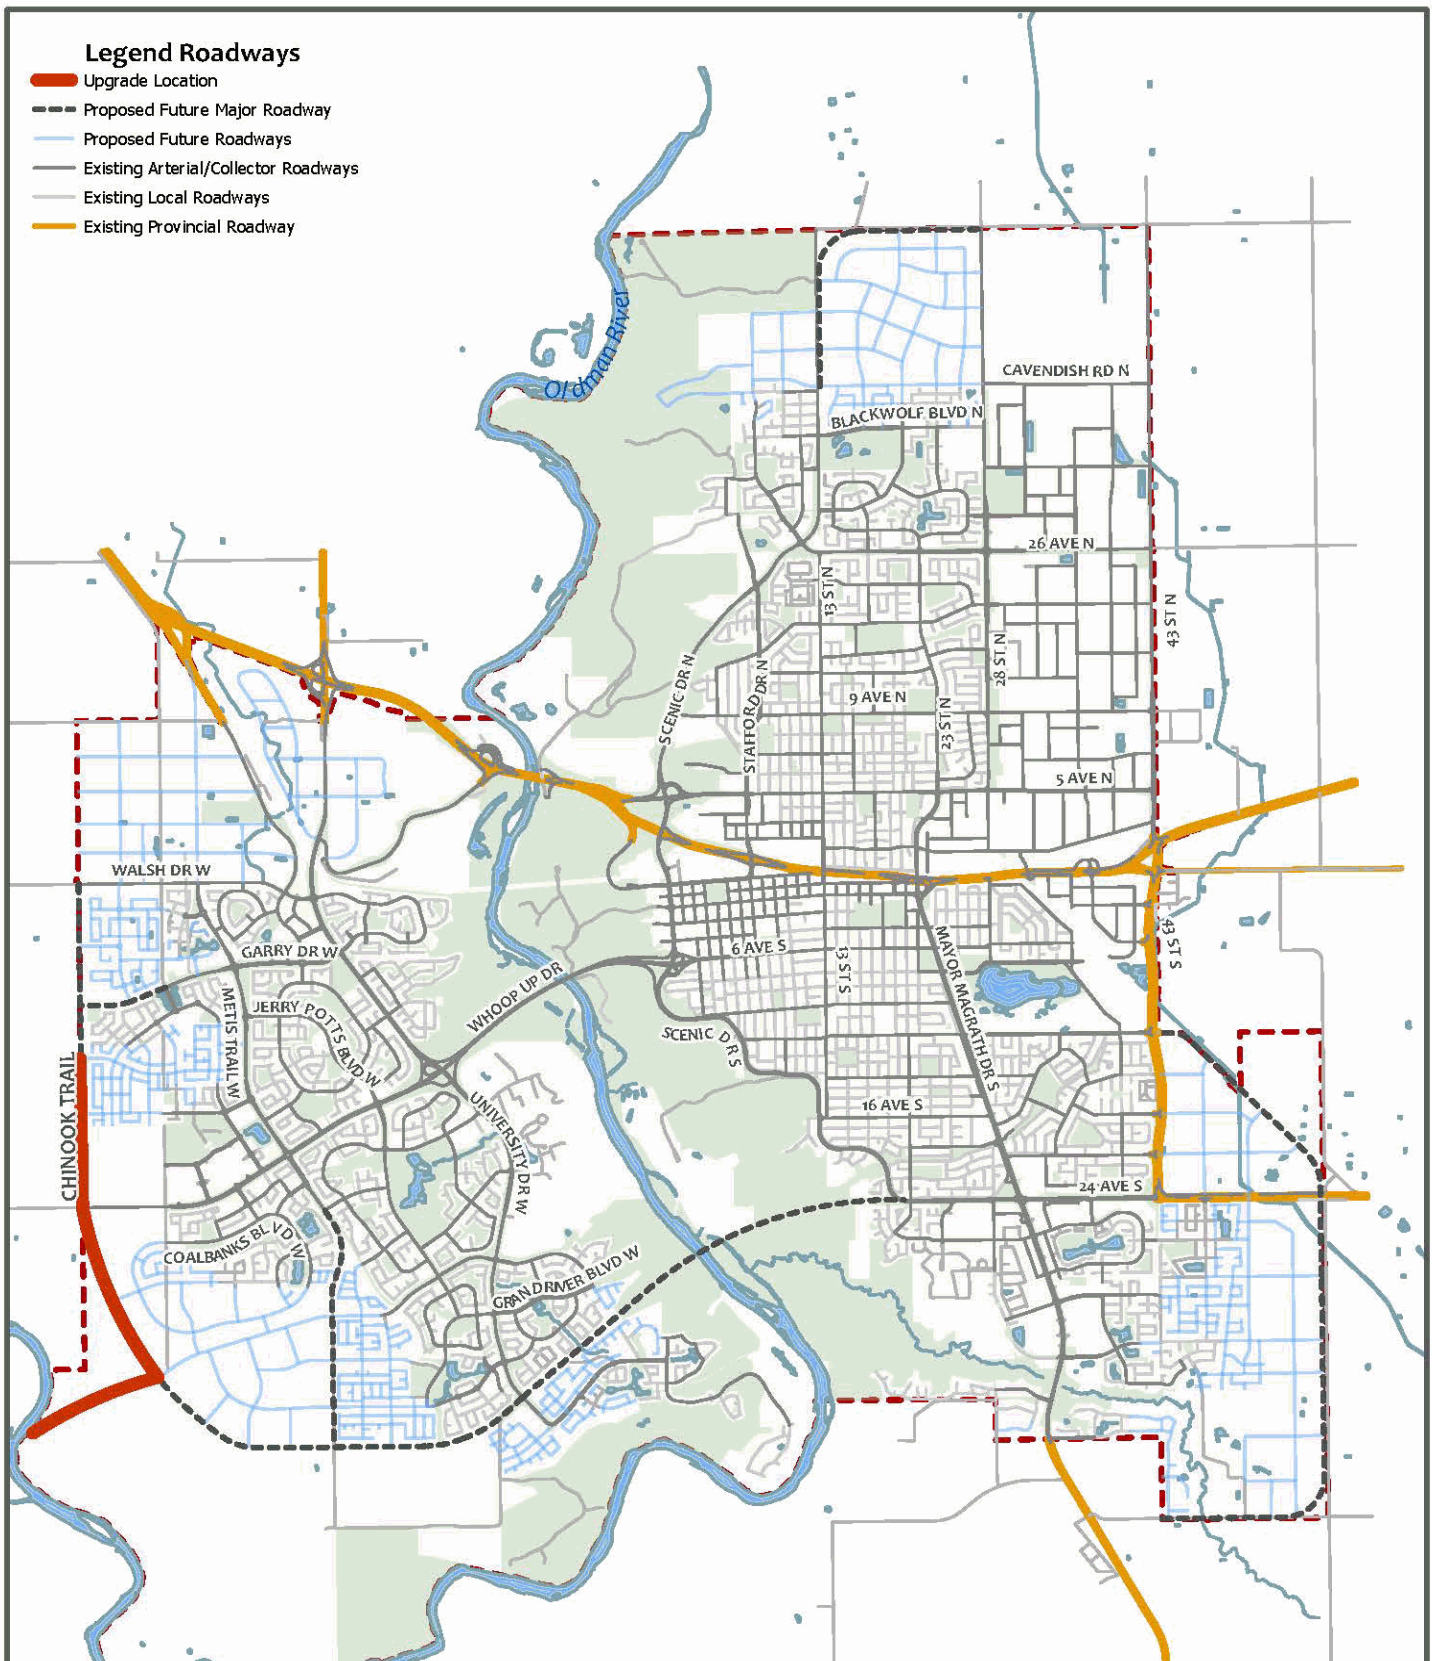 Legend Roadways
Upgrade Location
Proposed Future Major Roadway
Proposed Future Roadways
Existing Arterial/Collector Roadways
Existing Local Roadways
Existing Provincial Roadway
Oldman River
CAVENDISH RD N
BLACKWOLF BLVD N
26 AVE N
13 ST N
43 ST N
28 ST N
SCENIC DR N
STAFFORD DR N
9 AVE N
23 ST N
5 AVE N
WALSH DR W
GARRY DR W
6 AVE S
13 ST S
MAYOR MAGRATH DR S
43 ST S
WHOOP UP DR
METIS TRAIL W
JERRY POTTS BLVD W
SCENIC DR S
CHINOOK TRAIL
UNIVERSITY DR W
16 AVE S
24 AVE S
COALBANKS BLVD W
GRANDRIVER BLVD W